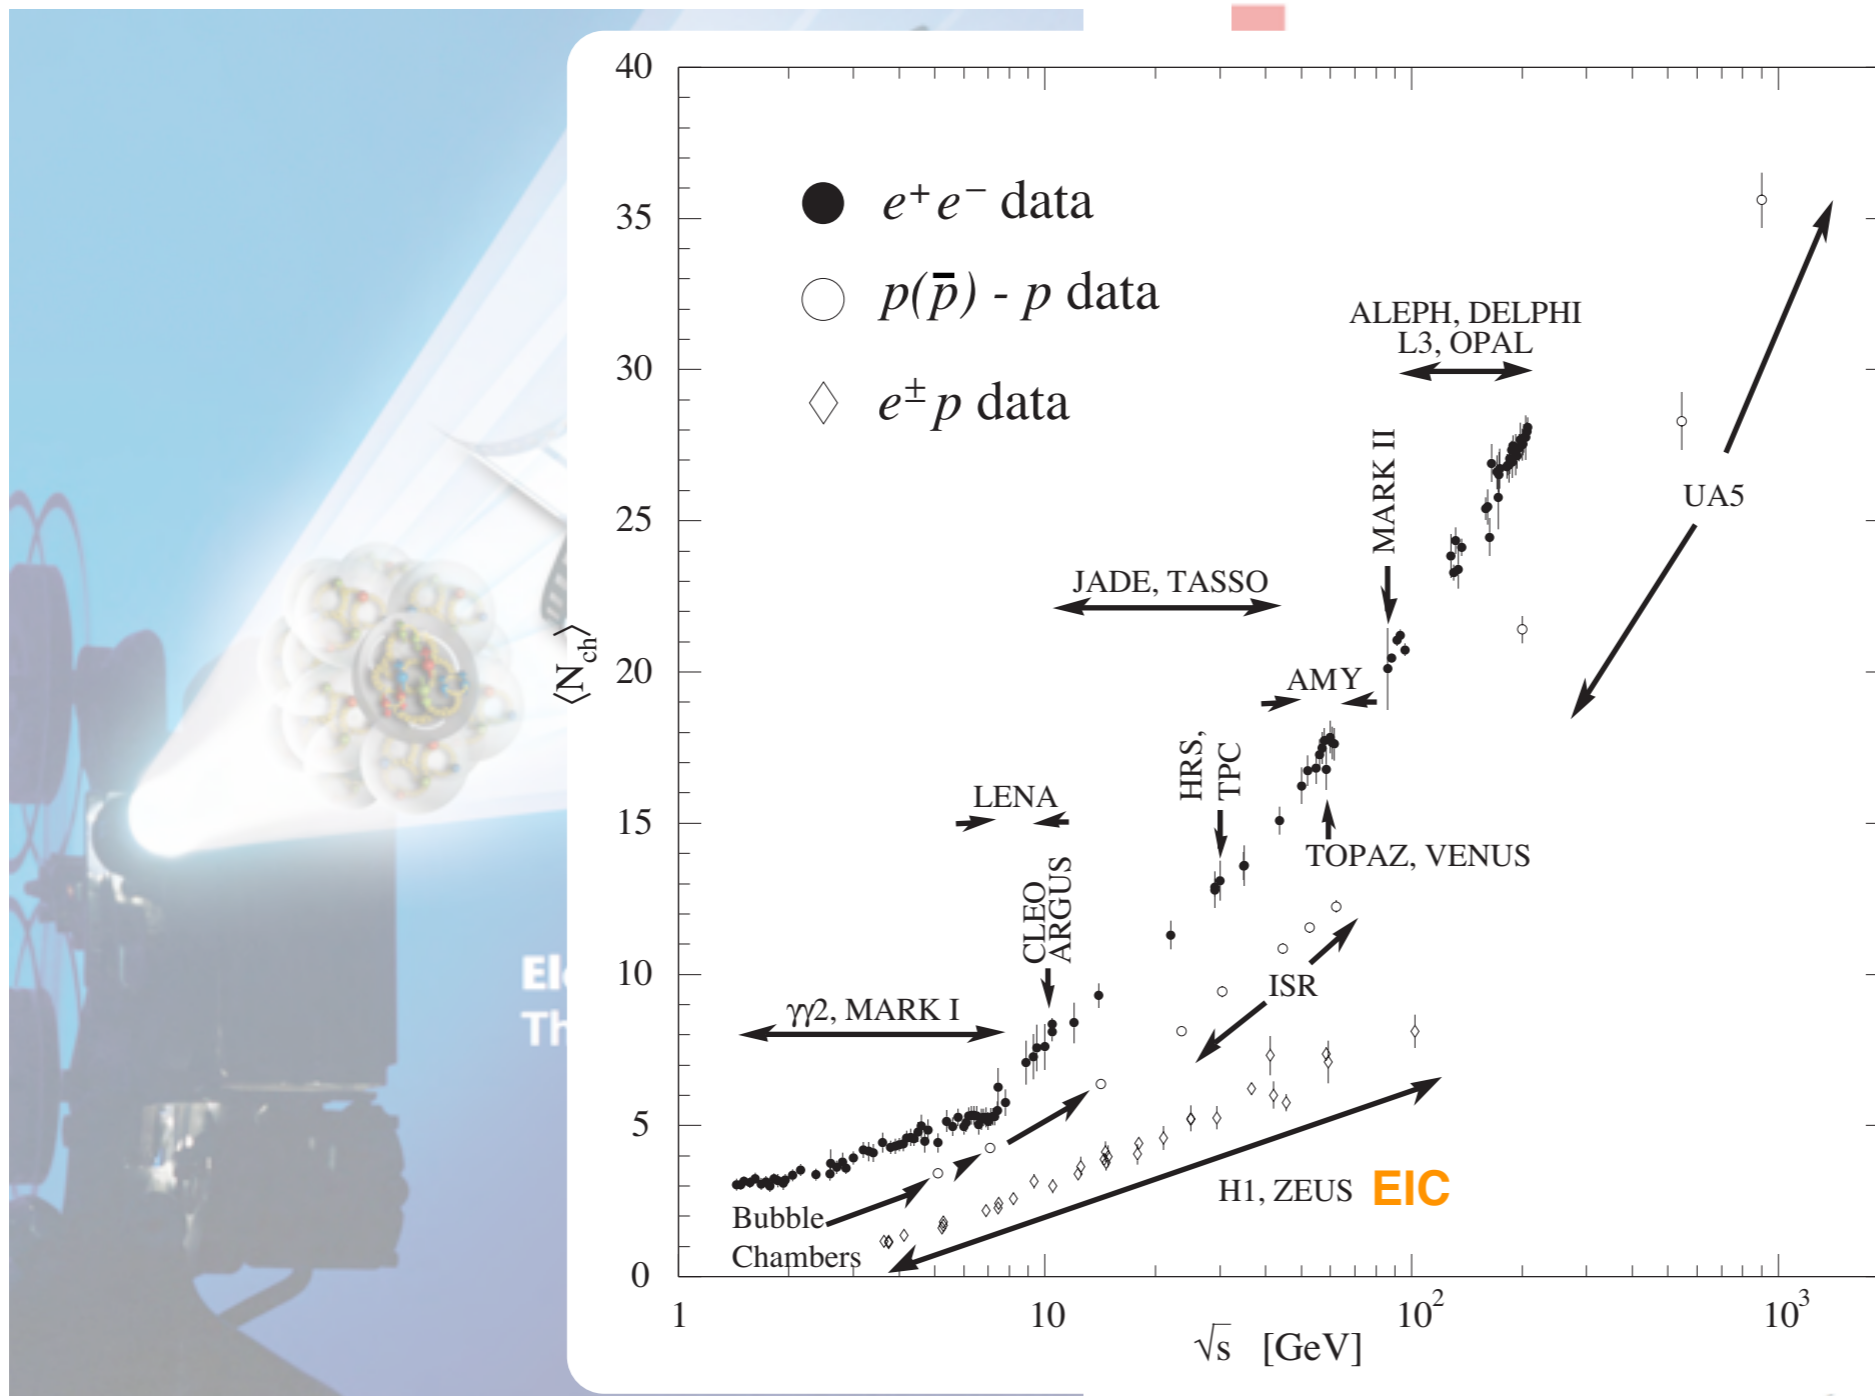 40
35
30
25
20
15
10
5
0
⟨N_ch⟩
e⁺e⁻ data
p(p̄) - p data
e^± p data
ALEPH, DELPHI
L3, OPAL
MARK II
UA5
JADE, TASSO
AMY
HRS,
TPC
LENA
TOPAZ, VENUS
CLEO
ARGUS
ISR
γγ2, MARK I
H1, ZEUS EIC
Bubble
Chambers
1
10
10²
10³
√s [GeV]